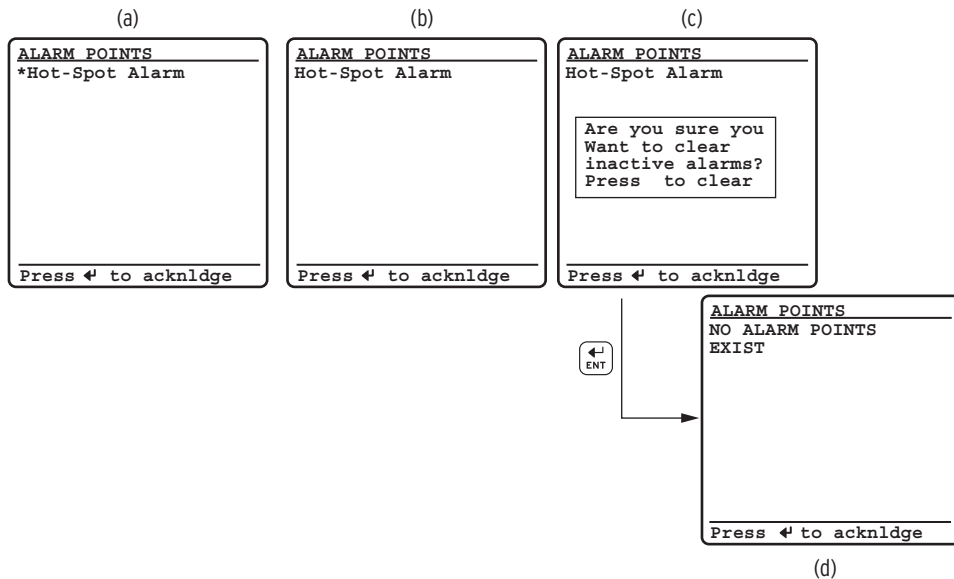 (a)
ALARM POINTS
*Hot-Spot Alarm
Press ↵ to acknldge
(b)
ALARM POINTS
Hot-Spot Alarm
Press ↵ to acknldge
(c)
ALARM POINTS
Hot-Spot Alarm
Are you sure you
Want to clear
inactive alarms?
Press to clear
Press ↵ to acknldge
↵
ENT
ALARM POINTS
NO ALARM POINTS
EXIST
Press ↵ to acknldge
(d)